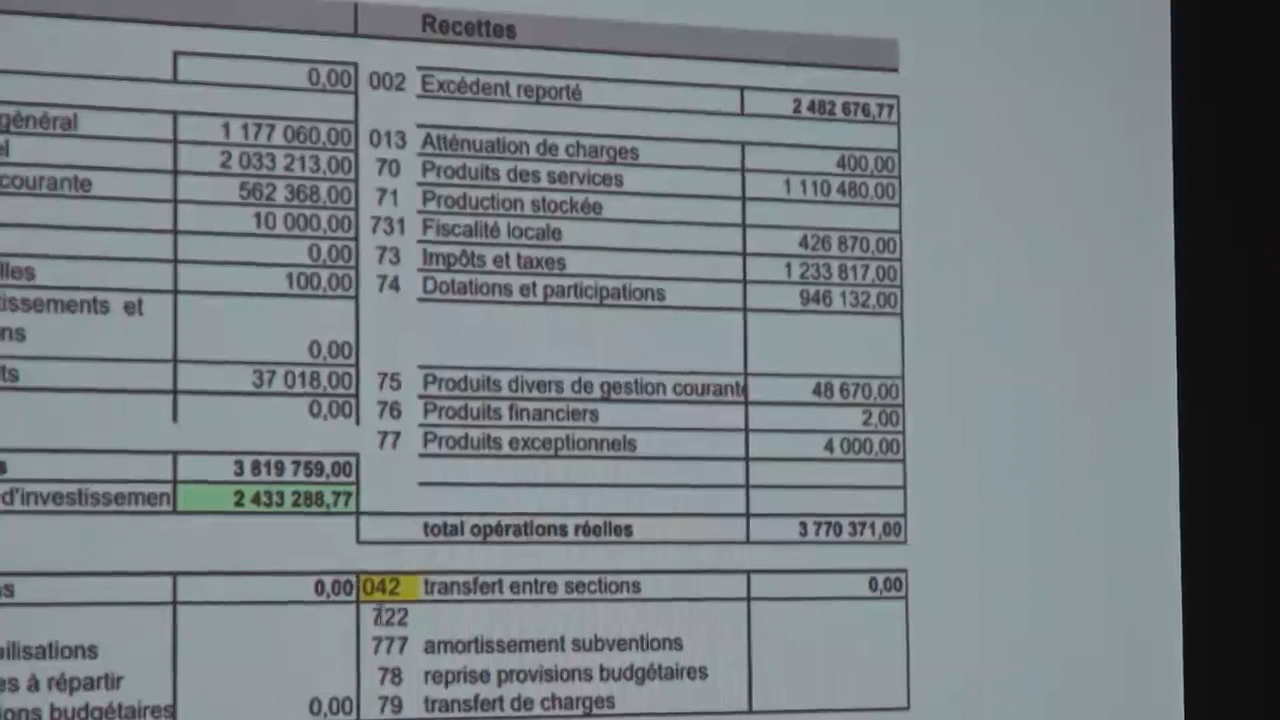 Recettes
0,00 002 Excédent reporté 2 482 676,77
général 1 177 060,00 013 Atténuation de charges 400,00
el 2 033 213,00 70 Produits des services 1 110 480,00
courante 562 368,00 71 Production stockée
10 000,00 731 Fiscalité locale 426 870,00
0,00 73 Impôts et taxes 1 233 817,00
lles 100,00 74 Dotations et participations 946 132,00
tissements et
ns 0,00
ts 37 018,00 75 Produits divers de gestion courante 48 670,00
0,00 76 Produits financiers 2,00
77 Produits exceptionnels 4 000,00
s 3 819 759,00
d'investissemen 2 433 288,77
total opérations réelles 3 770 371,00
s 0,00 042 transfert entre sections 0,00
722
ilisations 777 amortissement subventions
es à répartir 78 reprise provisions budgétaires
ions budgétaires 0,00 79 transfert de charges